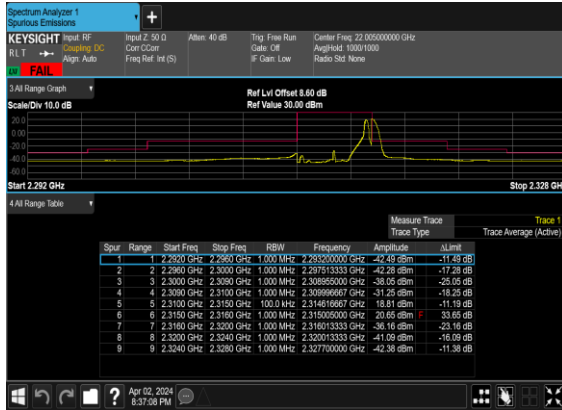 Spectrum Analyzer 1
Spurious Emissions
+
KEYSIGHT Input: RF Input Z: 50 Ω Atten: 40 dB Trig: Free Run Center Freq: 22.005000000 GHz
RLT Coupling: DC Corr CCorr Gate: Off Avg|Hold: 1000/1000
Align: Auto Freq Ref: Int (S) IF Gain: Low Radio Std: None
FAIL
3 All Range Graph Ref Lvl Offset 8.60 dB
Scale/Div 10.0 dB Ref Value 30.00 dBm
20.0
0.00
-20.0
-40.0
-60.0
Start 2.292 GHz Stop 2.328 GH
4 All Range Table
Measure Trace Trace 1
Trace Type Trace Average (Active)
Spur Range Start Freq Stop Freq RBW Frequency Amplitude ΔLimit
1 1 2.2920 GHz 2.2960 GHz 1.000 MHz 2.293200000 GHz -42.49 dBm -11.49 dB
2 2 2.2960 GHz 2.3000 GHz 1.000 MHz 2.297513333 GHz -42.28 dBm -17.28 dB
3 3 2.3000 GHz 2.3090 GHz 1.000 MHz 2.308955000 GHz -38.05 dBm -25.05 dB
4 4 2.3090 GHz 2.3100 GHz 1.000 MHz 2.309996667 GHz -31.25 dBm -18.25 dB
5 5 2.3100 GHz 2.3150 GHz 100.0 kHz 2.314616667 GHz 18.81 dBm -11.19 dB
6 6 2.3150 GHz 2.3160 GHz 1.000 MHz 2.315005000 GHz 20.65 dBm F 33.65 dB
7 7 2.3160 GHz 2.3200 GHz 1.000 MHz 2.316013333 GHz -36.16 dBm -23.16 dB
8 8 2.3200 GHz 2.3240 GHz 1.000 MHz 2.320013333 GHz -41.09 dBm -16.09 dB
9 9 2.3240 GHz 2.3280 GHz 1.000 MHz 2.327700000 GHz -42.38 dBm -11.38 dB
? Apr 02, 2024
8:37:08 PM